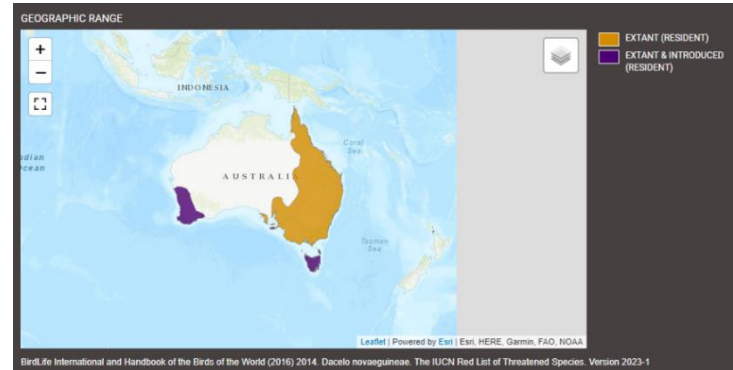 GEOGRAPHIC RANGE
+
−
EXTANT (RESIDENT)
EXTANT & INTRODUCED
(RESIDENT)
INDONESIA
Coral
Sea
ndian
cean
AUSTRALIA
Tasman
Sea
Leaflet | Powered by Esri | Esri, HERE, Garmin, FAO, NOAA
BirdLife International and Handbook of the Birds of the World (2016) 2014. Dacelo novaeguineae. The IUCN Red List of Threatened Species. Version 2023-1